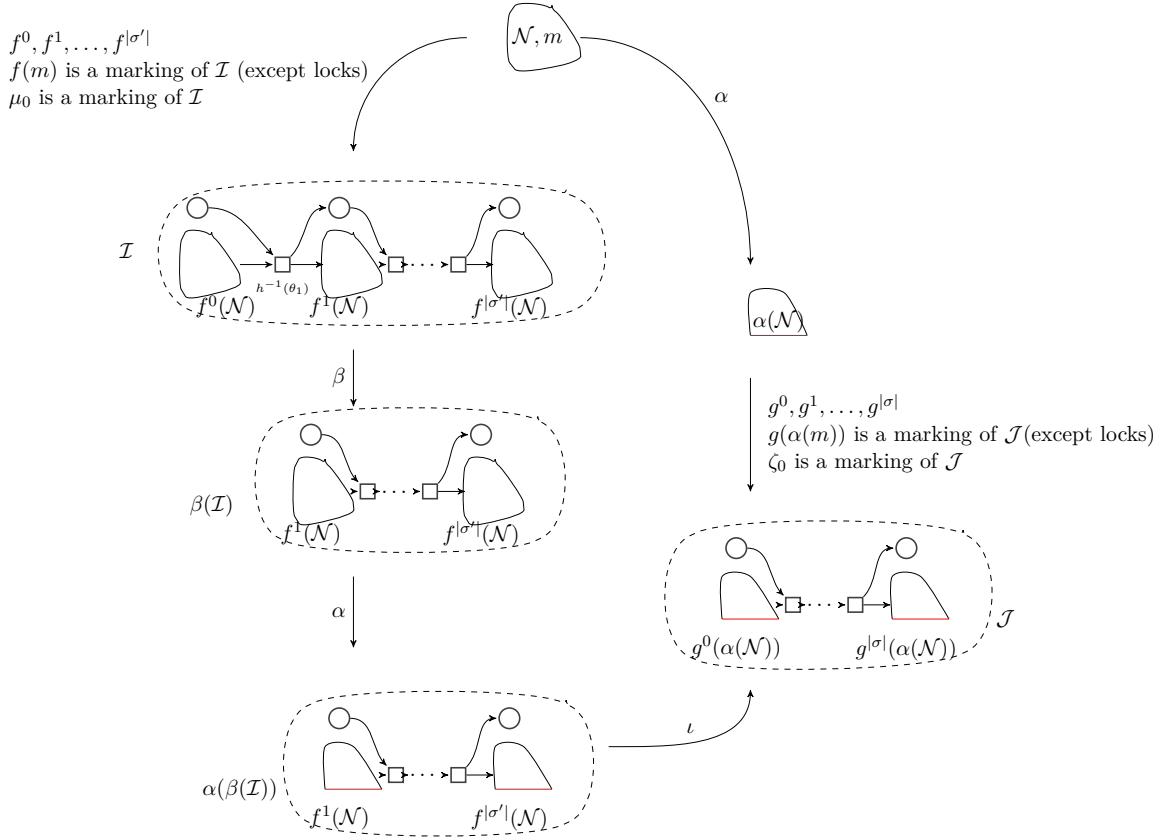 𝒩, m
f^0, f^1, . . . , f^{|σ′|}
f(m) is a marking of ℐ (except locks)
μ_0 is a marking of ℐ
α
ℐ
h^{−1}(θ_1)
f^0(𝒩)
f^1(𝒩)
f^{|σ′|}(𝒩)
α(𝒩)
β
g^0, g^1, . . . , g^{|σ|}
g(α(m)) is a marking of 𝒥(except locks)
ζ_0 is a marking of 𝒥
β(ℐ)
f^1(𝒩)
f^{|σ′|}(𝒩)
α
g^0(α(𝒩))
g^{|σ|}(α(𝒩))
𝒥
ι
α(β(ℐ))
f^1(𝒩)
f^{|σ′|}(𝒩)